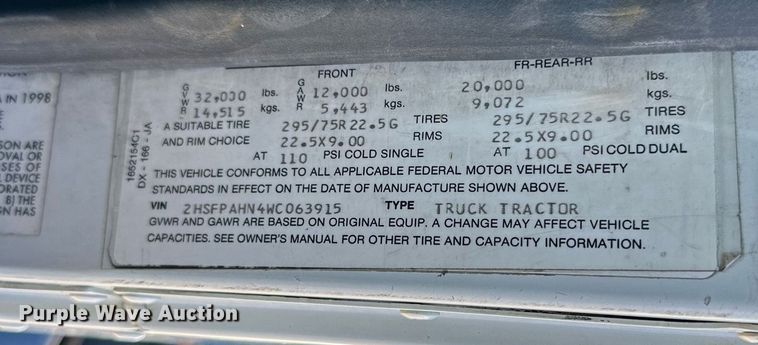 FRONT FR-REAR-RR
GVWR 32,000 lbs. GAWR 12,000 lbs. 20,000 lbs.
14,515 kgs. 5,443 kgs. 9,072 kgs.
A SUITABLE TIRE 295/75R22.5G TIRES 295/75R22.5G TIRES
AND RIM CHOICE 22.5X9.00 RIMS 22.5X9.00 RIMS
AT 110 PSI COLD SINGLE AT 100 PSI COLD DUAL
THIS VEHICLE CONFORMS TO ALL APPLICABLE FEDERAL MOTOR VEHICLE SAFETY
STANDARDS IN EFFECT ON THE DATE OF MANUFACTURE SHOWN ABOVE.
VIN 2HSFPAHN4WC063915 TYPE TRUCK TRACTOR
GVWR AND GAWR ARE BASED ON ORIGINAL EQUIP. A CHANGE MAY AFFECT VEHICLE
CAPACITIES. SEE OWNER'S MANUAL FOR OTHER TIRE AND CAPACITY INFORMATION.
1652154C1
DX - 166 - JA
IN 1998
SON ARE
OVAL OR
SES OF
DEVICE
ORATED
B) THE
GN HAS
Purple Wave Auction